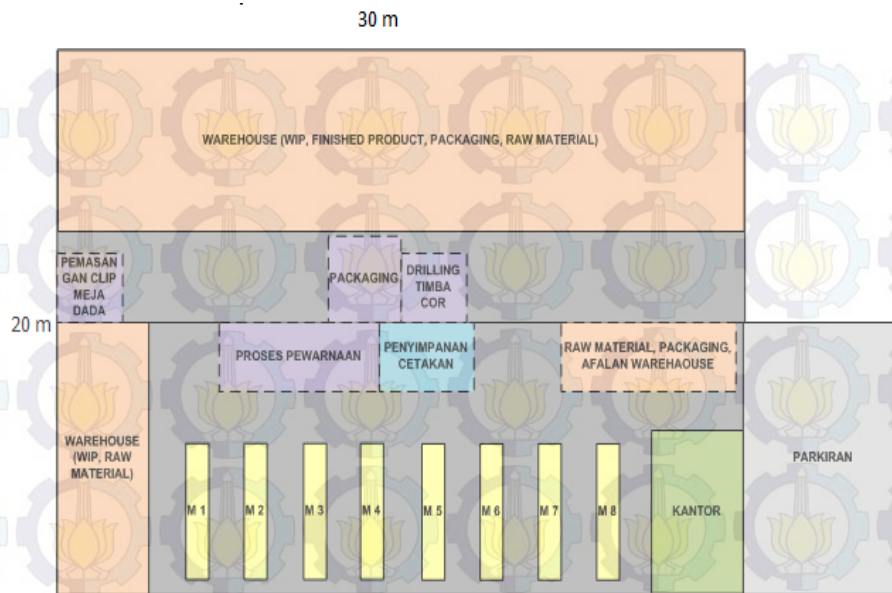 30 m
WAREHOUSE (WIP, FINISHED PRODUCT, PACKAGING, RAW MATERIAL)
PEMASAN
GAN CLIP
MEJA
DADA
PACKAGING
DRILLING
TIMBA
COR
20 m
PROSES PEWARNAAN
PENYIMPANAN
CETAKAN
RAW MATERIAL, PACKAGING,
AFALAN WAREHAOUSE
WAREHOUSE
(WIP, RAW
MATERIAL)
M 1
M 2
M 3
M 4
M 5
M 6
M 7
M 8
KANTOR
PARKIRAN